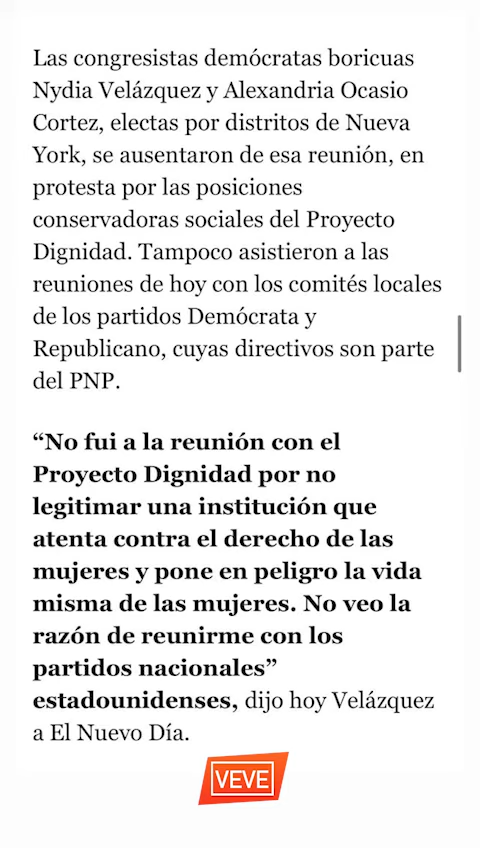 Las congresistas demócratas boricuas
Nydia Velázquez y Alexandria Ocasio
Cortez, electas por distritos de Nueva
York, se ausentaron de esa reunión, en
protesta por las posiciones
conservadoras sociales del Proyecto
Dignidad. Tampoco asistieron a las
reuniones de hoy con los comités locales
de los partidos Demócrata y
Republicano, cuyas directivos son parte
del PNP.
“No fui a la reunión con el
Proyecto Dignidad por no
legitimar una institución que
atenta contra el derecho de las
mujeres y pone en peligro la vida
misma de las mujeres. No veo la
razón de reunirme con los
partidos nacionales”
estadounidenses, dijo hoy Velázquez
a El Nuevo Día.
VEVE